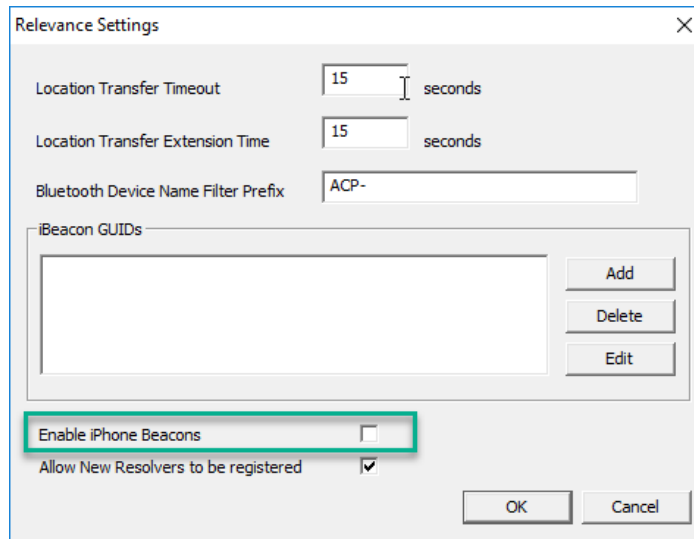 Relevance Settings
Location Transfer Timeout 15 seconds
Location Transfer Extension Time 15 seconds
Bluetooth Device Name Filter Prefix ACP-
iBeacon GUIDs
Add
Delete
Edit
Enable iPhone Beacons
Allow New Resolvers to be registered
OK Cancel